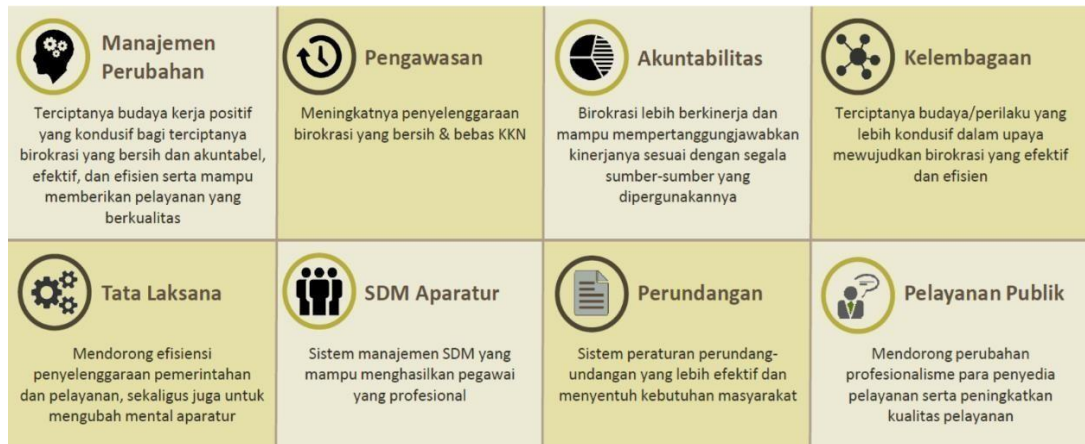 Manajemen
Perubahan
Terciptanya budaya kerja positif
yang kondusif bagi terciptanya
birokrasi yang bersih dan akuntabel,
efektif, dan efisien serta mampu
memberikan pelayanan yang
berkualitas
Pengawasan
Meningkatnya penyelenggaraan
birokrasi yang bersih & bebas KKN
Akuntabilitas
Birokrasi lebih berkinerja dan
mampu mempertanggungjawabkan
kinerjanya sesuai dengan segala
sumber-sumber yang
dipergunakannya
Kelembagaan
Terciptanya budaya/perilaku yang
lebih kondusif dalam upaya
mewujudkan birokrasi yang efektif
dan efisien
Tata Laksana
Mendorong efisiensi
penyelenggaraan pemerintahan
dan pelayanan, sekaligus juga untuk
mengubah mental aparatur
SDM Aparatur
Sistem manajemen SDM yang
mampu menghasilkan pegawai
yang profesional
Perundangan
Sistem peraturan perundang-
undangan yang lebih efektif dan
menyentuh kebutuhan masyarakat
Pelayanan Publik
Mendorong perubahan
profesionalisme para penyedia
pelayanan serta peningkatkan
kualitas pelayanan